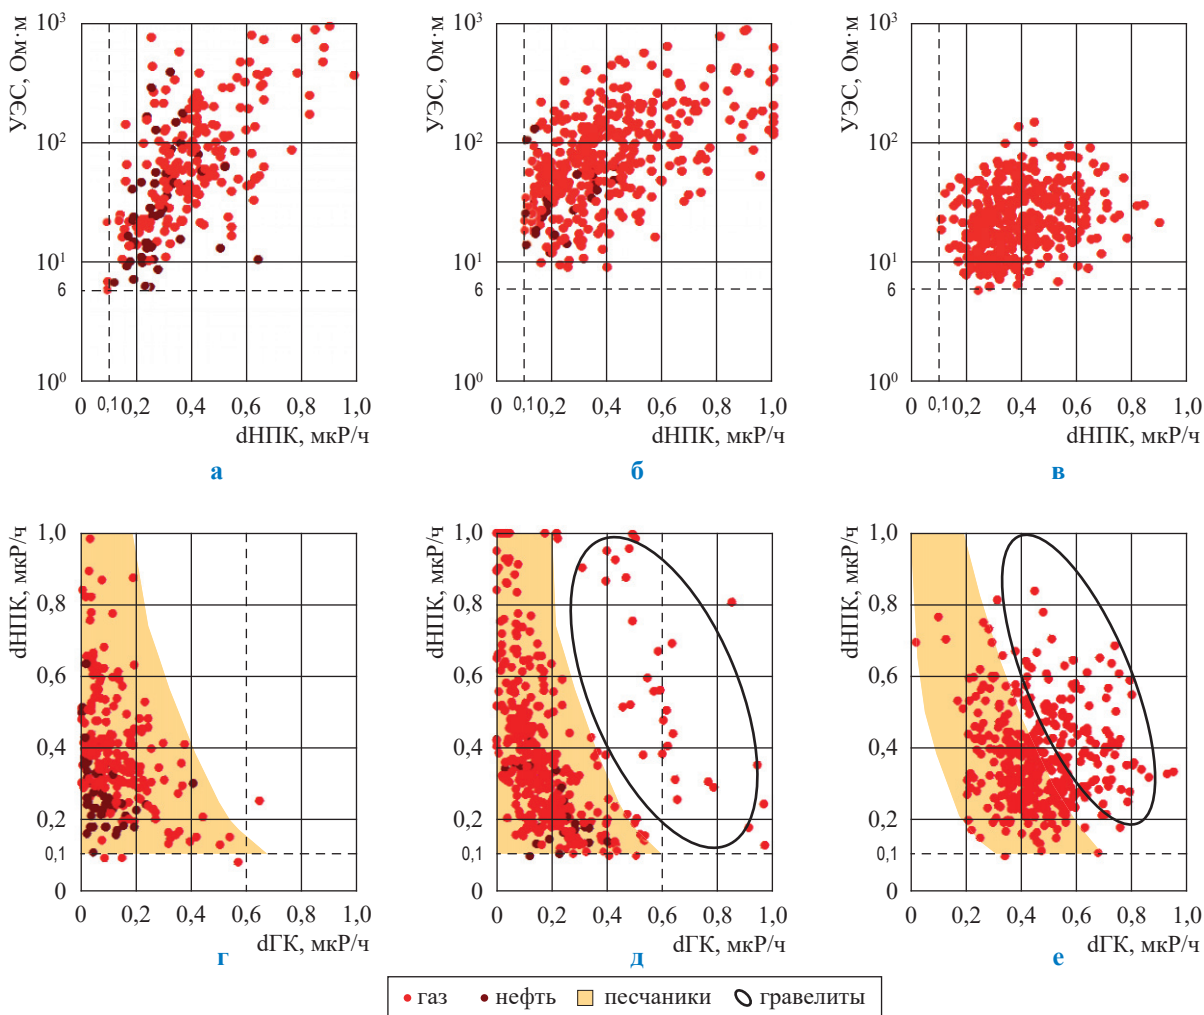 УЭС, Ом·м
10³
10²
10¹
6
10⁰
0 0,1 0,2 0,4 0,6 0,8 1,0
dНПК, мкР/ч
а
УЭС, Ом·м
10³
10²
10¹
6
10⁰
0 0,1 0,2 0,4 0,6 0,8 1,0
dНПК, мкР/ч
б
УЭС, Ом·м
10³
10²
10¹
6
10⁰
0 0,1 0,2 0,4 0,6 0,8 1,0
dНПК, мкР/ч
в
dНПК, мкР/ч
1,0
0,8
0,6
0,4
0,2
0,1
0
0 0,2 0,4 0,6 0,8 1,0
dГК, мкР/ч
г
dНПК, мкР/ч
1,0
0,8
0,6
0,4
0,2
0,1
0
0 0,2 0,4 0,6 0,8 1,0
dГК, мкР/ч
д
dНПК, мкР/ч
1,0
0,8
0,6
0,4
0,2
0,1
0
0 0,2 0,4 0,6 0,8 1,0
dГК, мкР/ч
е
газ нефть песчаники гравелиты